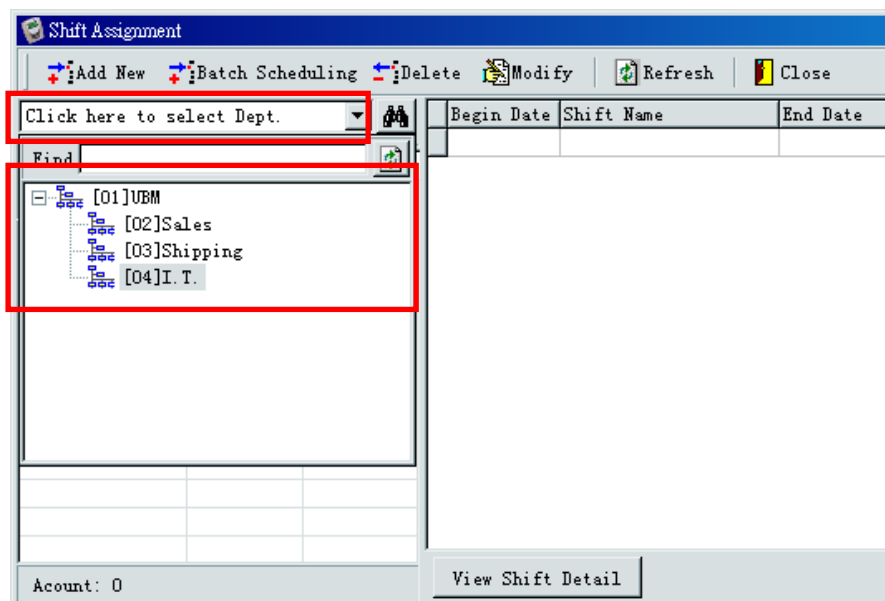 Shift Assignment
Add New Batch Scheduling Delete Modify Refresh Close
Click here to select Dept.
Begin Date Shift Name End Date
Find
[01]UBM
[02]Sales
[03]Shipping
[04]I.T.
Acount: 0
View Shift Detail